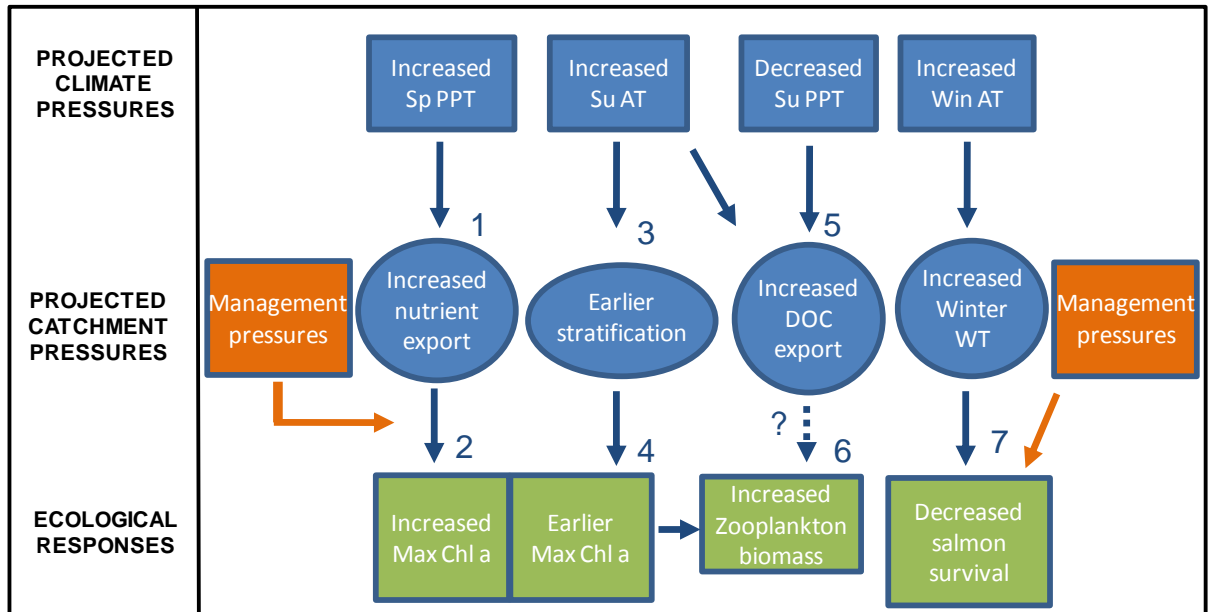 PROJECTED
CLIMATE
PRESSURES
Increased
Sp PPT
Increased
Su AT
Decreased
Su PPT
Increased
Win AT
1
3
5
PROJECTED
CATCHMENT
PRESSURES
Management
pressures
Increased
nutrient
export
Earlier
stratification
Increased
DOC
export
Increased
Winter
WT
Management
pressures
2
4
?
6
7
ECOLOGICAL
RESPONSES
Increased
Max Chl a
Earlier
Max Chl a
Increased
Zooplankton
biomass
Decreased
salmon
survival